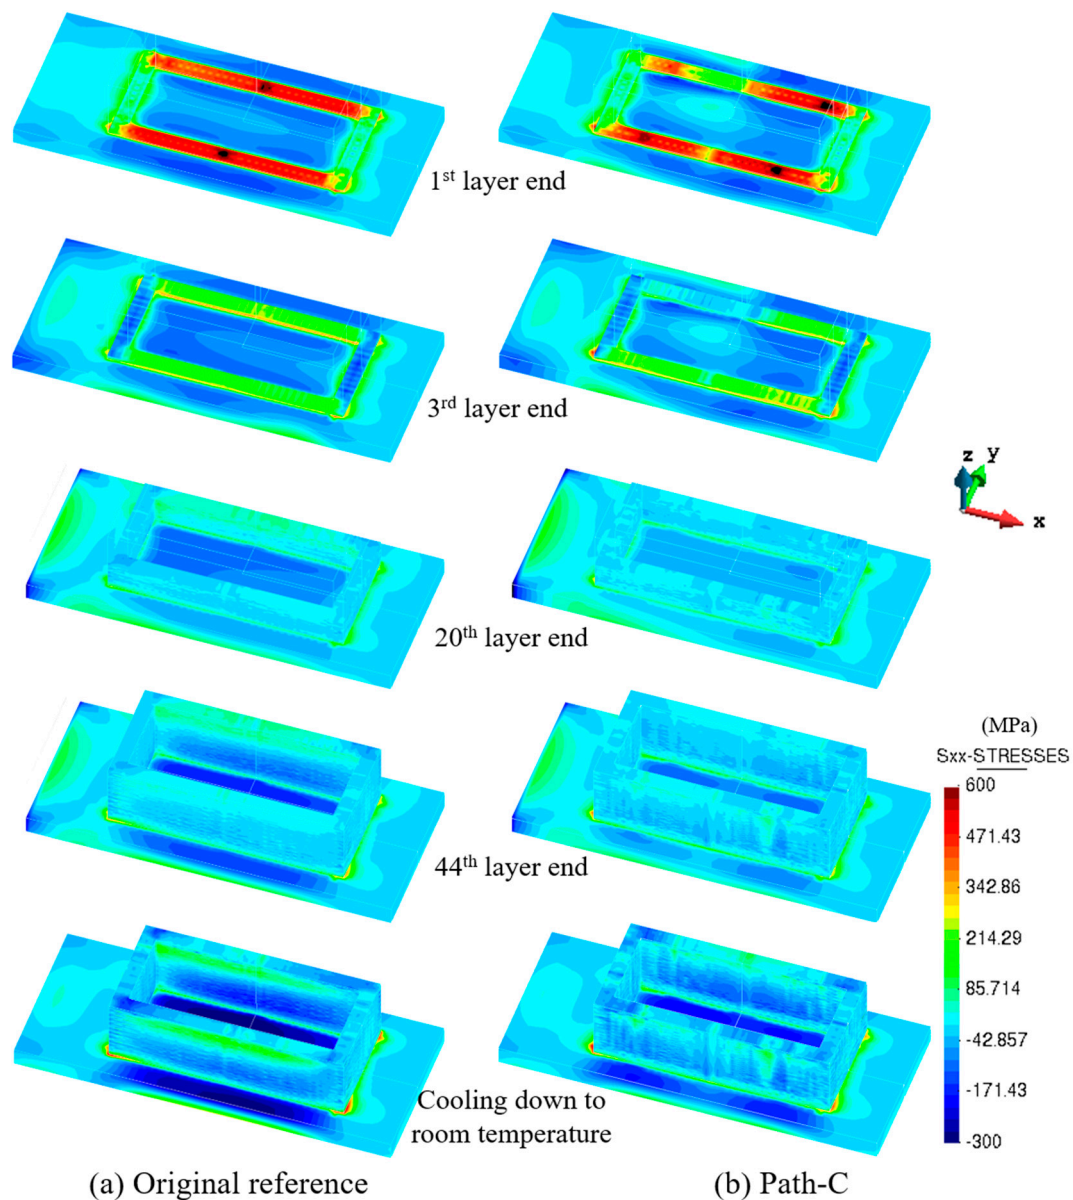 1st layer end
3rd layer end
z y
x
20th layer end
(MPa)
Sxx-STRESSES
600
471.43
342.86
214.29
85.714
-42.857
-171.43
-300
44th layer end
Cooling down to
room temperature
(a) Original reference
(b) Path-C